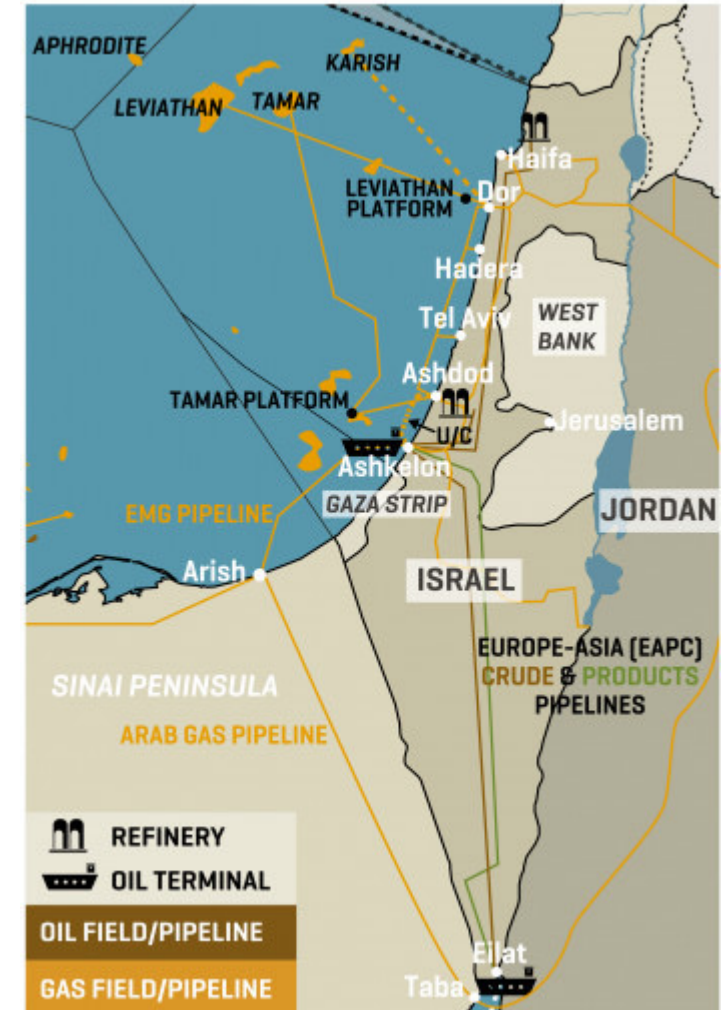 APHRODITE
KARISH
LEVIATHAN
TAMAR
Haifa
LEVIATHAN
PLATFORM
Dor
Hadera
WEST
BANK
Tel Aviv
Ashdod
TAMAR PLATFORM
U/C
Jerusalem
Ashkelon
GAZA STRIP
JORDAN
EMG PIPELINE
Arish
ISRAEL
EUROPE-ASIA (EAPC)
CRUDE & PRODUCTS
PIPELINES
SINAI PENINSULA
ARAB GAS PIPELINE
REFINERY
OIL TERMINAL
OIL FIELD/PIPELINE
GAS FIELD/PIPELINE
Eilat
Taba